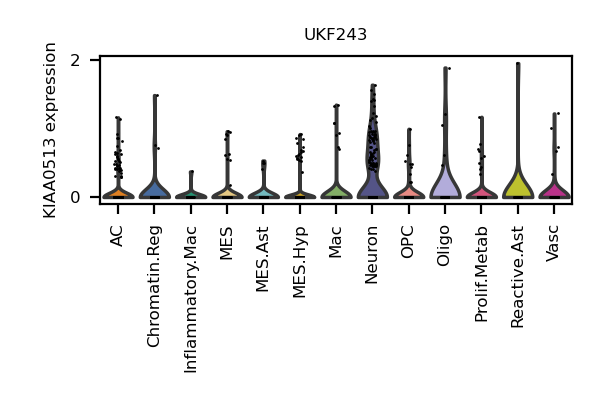 UKF243
KIAA0513 expression
2
0
AC
Chromatin.Reg
Inflammatory.Mac
MES
MES.Ast
MES.Hyp
Mac
Neuron
OPC
Oligo
Prolif.Metab
Reactive.Ast
Vasc